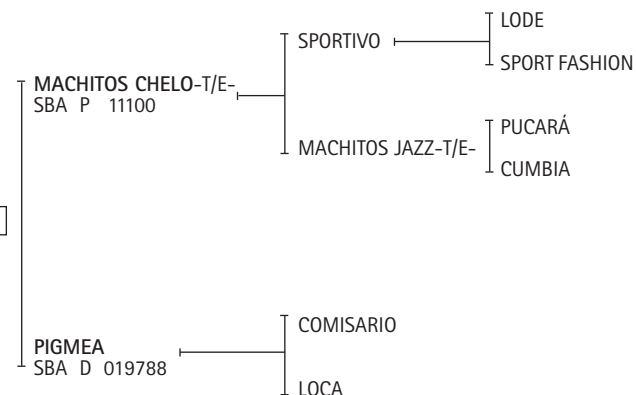 LODE
SPORTIVO
SPORT FASHION
MACHITOS CHELO-T/E-
SBA P 11100
PUCARÁ
MACHITOS JAZZ-T/E-
CUMBIA
COMISARIO
PIGMEA
SBA D 019788
LOCA